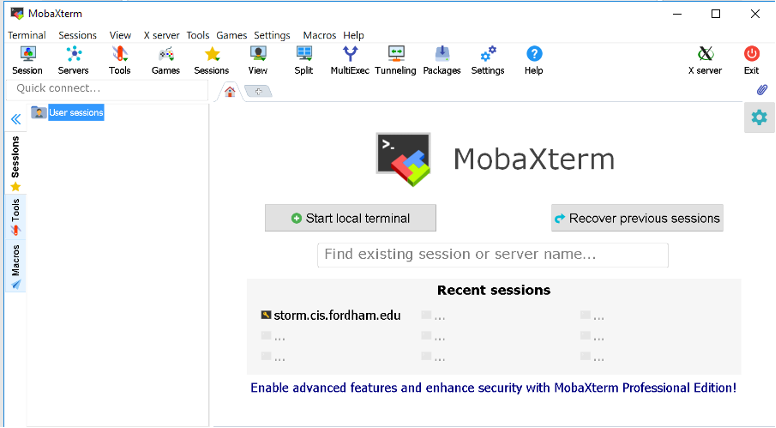 MobaXterm
Terminal Sessions View X server Tools Games Settings Macros Help
Session Servers Tools Games Sessions View Split MultiExec Tunneling Packages Settings Help X server Exit
Quick connect...
User sessions
Sessions
Tools
Macros
>_
MobaXterm
Start local terminal
Recover previous sessions
Find existing session or server name...
Recent sessions
storm.cis.fordham.edu ... ...
... ... ...
... ... ...
Enable advanced features and enhance security with MobaXterm Professional Edition!